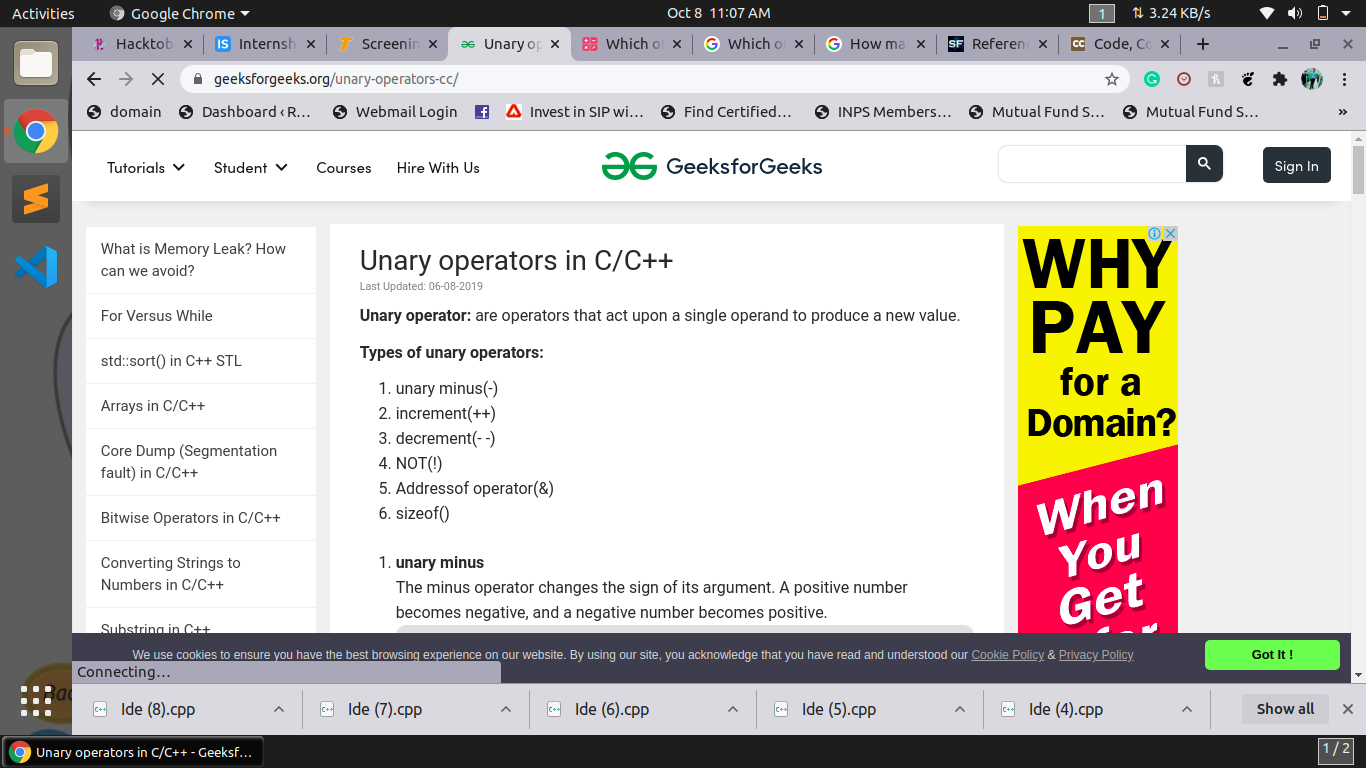 Activities
Google Chrome
Oct 8 11:07 AM
1
3.24 KB/s
Hacktob
Internsh
Screenin
Unary op
Which o
Which o
How ma
Referen
Code, Co
geeksforgeeks.org/unary-operators-cc/
domain
Dashboard ‹ R…
Webmail Login
Invest in SIP wi…
Find Certified…
INPS Members…
Mutual Fund S…
Mutual Fund S…
»
Tutorials
Student
Courses
Hire With Us
GeeksforGeeks
Sign In
What is Memory Leak? How
can we avoid?
For Versus While
std::sort() in C++ STL
Arrays in C/C++
Core Dump (Segmentation
fault) in C/C++
Bitwise Operators in C/C++
Converting Strings to
Numbers in C/C++
Substring in C++
Unary operators in C/C++
Last Updated: 06-08-2019
Unary operator: are operators that act upon a single operand to produce a new value.
Types of unary operators:
1. unary minus(-)
2. increment(++)
3. decrement(- -)
4. NOT(!)
5. Addressof operator(&)
6. sizeof()
1. unary minus
The minus operator changes the sign of its argument. A positive number
becomes negative, and a negative number becomes positive.
WHY
PAY
for a
Domain?
When
You
Get
We use cookies to ensure you have the best browsing experience on our website. By using our site, you acknowledge that you have read and understood our Cookie Policy & Privacy Policy
Got It !
Connecting…
Ide (8).cpp
Ide (7).cpp
Ide (6).cpp
Ide (5).cpp
Ide (4).cpp
Show all
Unary operators in C/C++ - Geeksf…
1 / 2